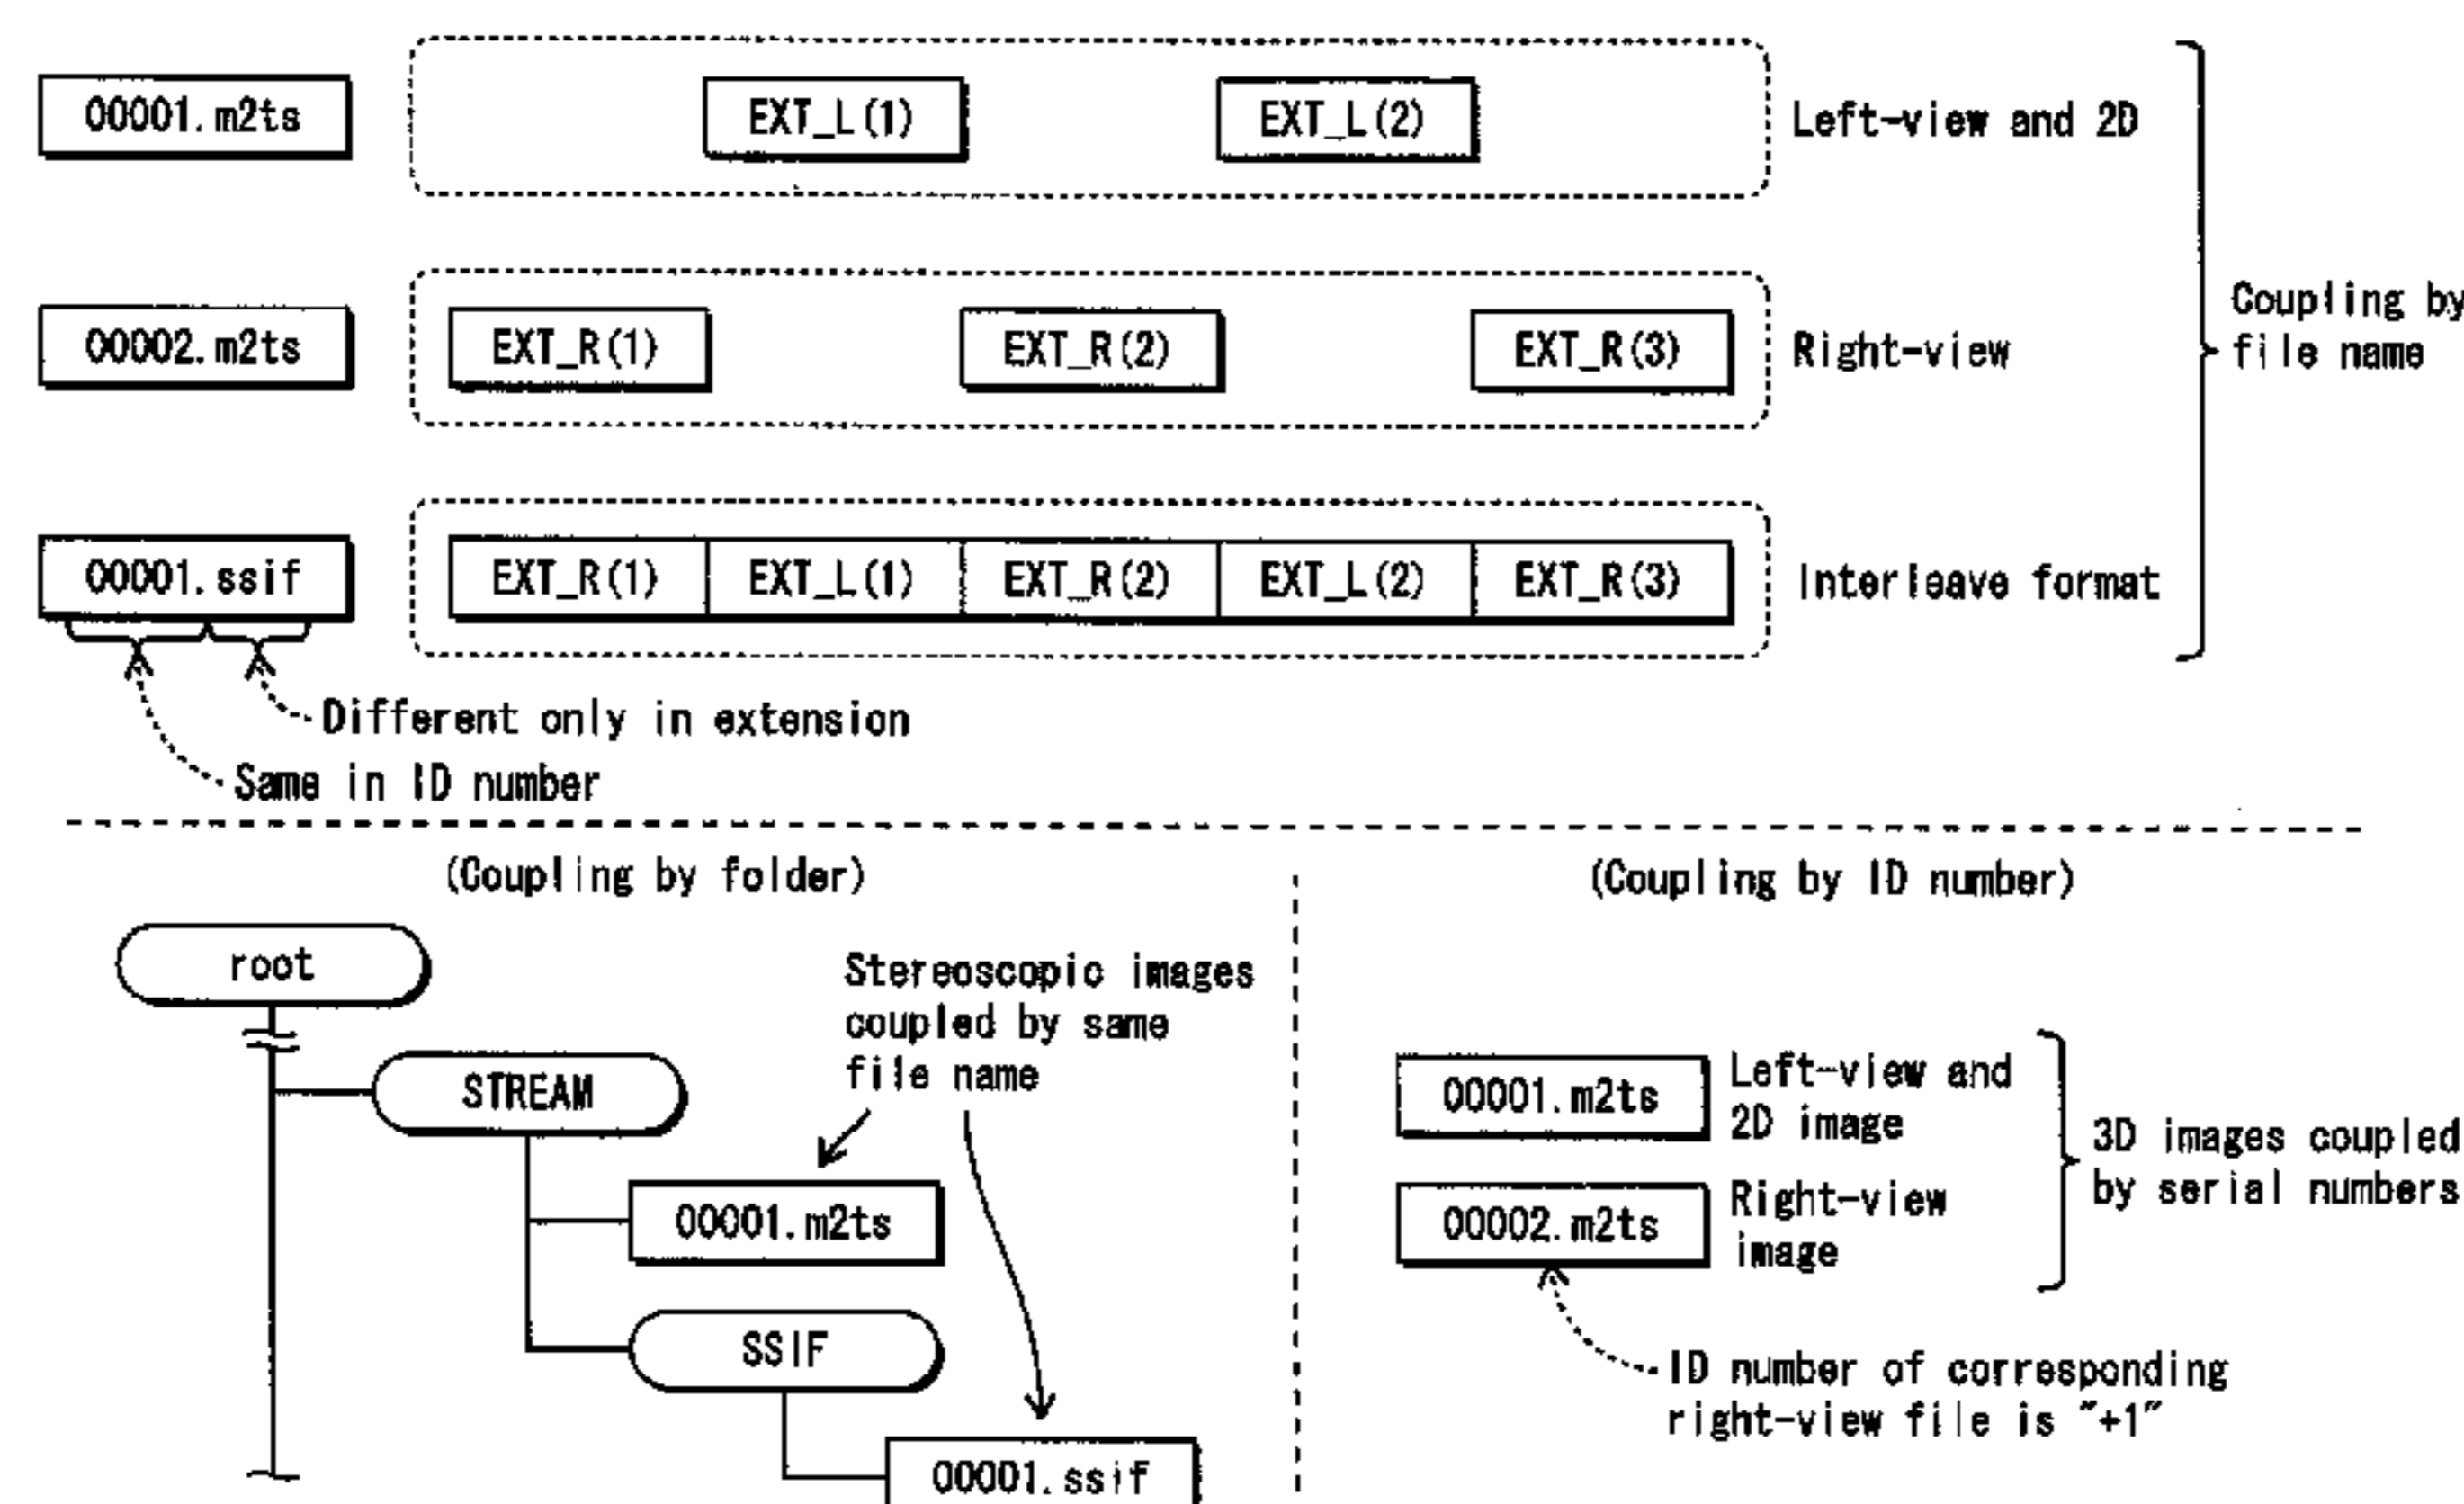 00001.m2ts
EXT_L(1)
EXT_L(2)
Left-view and 2D
00002.m2ts
EXT_R(1)
EXT_R(2)
EXT_R(3)
Right-view
Coupling by
file name
00001.ssif
EXT_R(1)
EXT_L(1)
EXT_R(2)
EXT_L(2)
EXT_R(3)
Interleave format
Different only in extension
Same in ID number
(Coupling by folder)
root
STREAM
00001.m2ts
SSIF
00001.ssif
Stereoscopic images
coupled by same
file name
(Coupling by ID number)
00001.m2ts
Left-view and
2D image
00002.m2ts
Right-view
image
3D images coupled
by serial numbers
ID number of corresponding
right-view file is "+1"